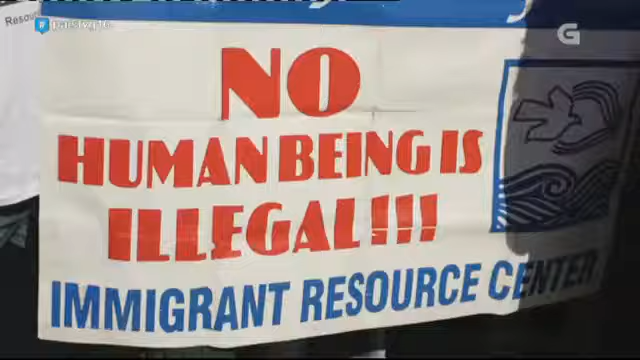 NO
HUMAN BEING IS
ILLEGAL!!!
IMMIGRANT RESOURCE CENTER